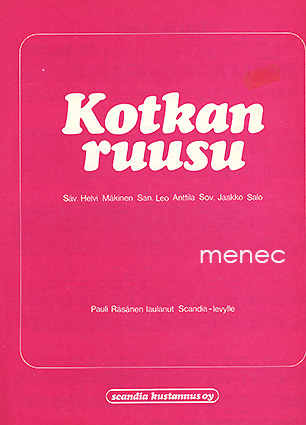 Kotkan
ruusu
Säv. Helvi Mäkinen San. Leo Anttila Sov. Jaakko Salo
menec
Pauli Räsänen laulanut Scandia-levylle
scandia kustannus oy